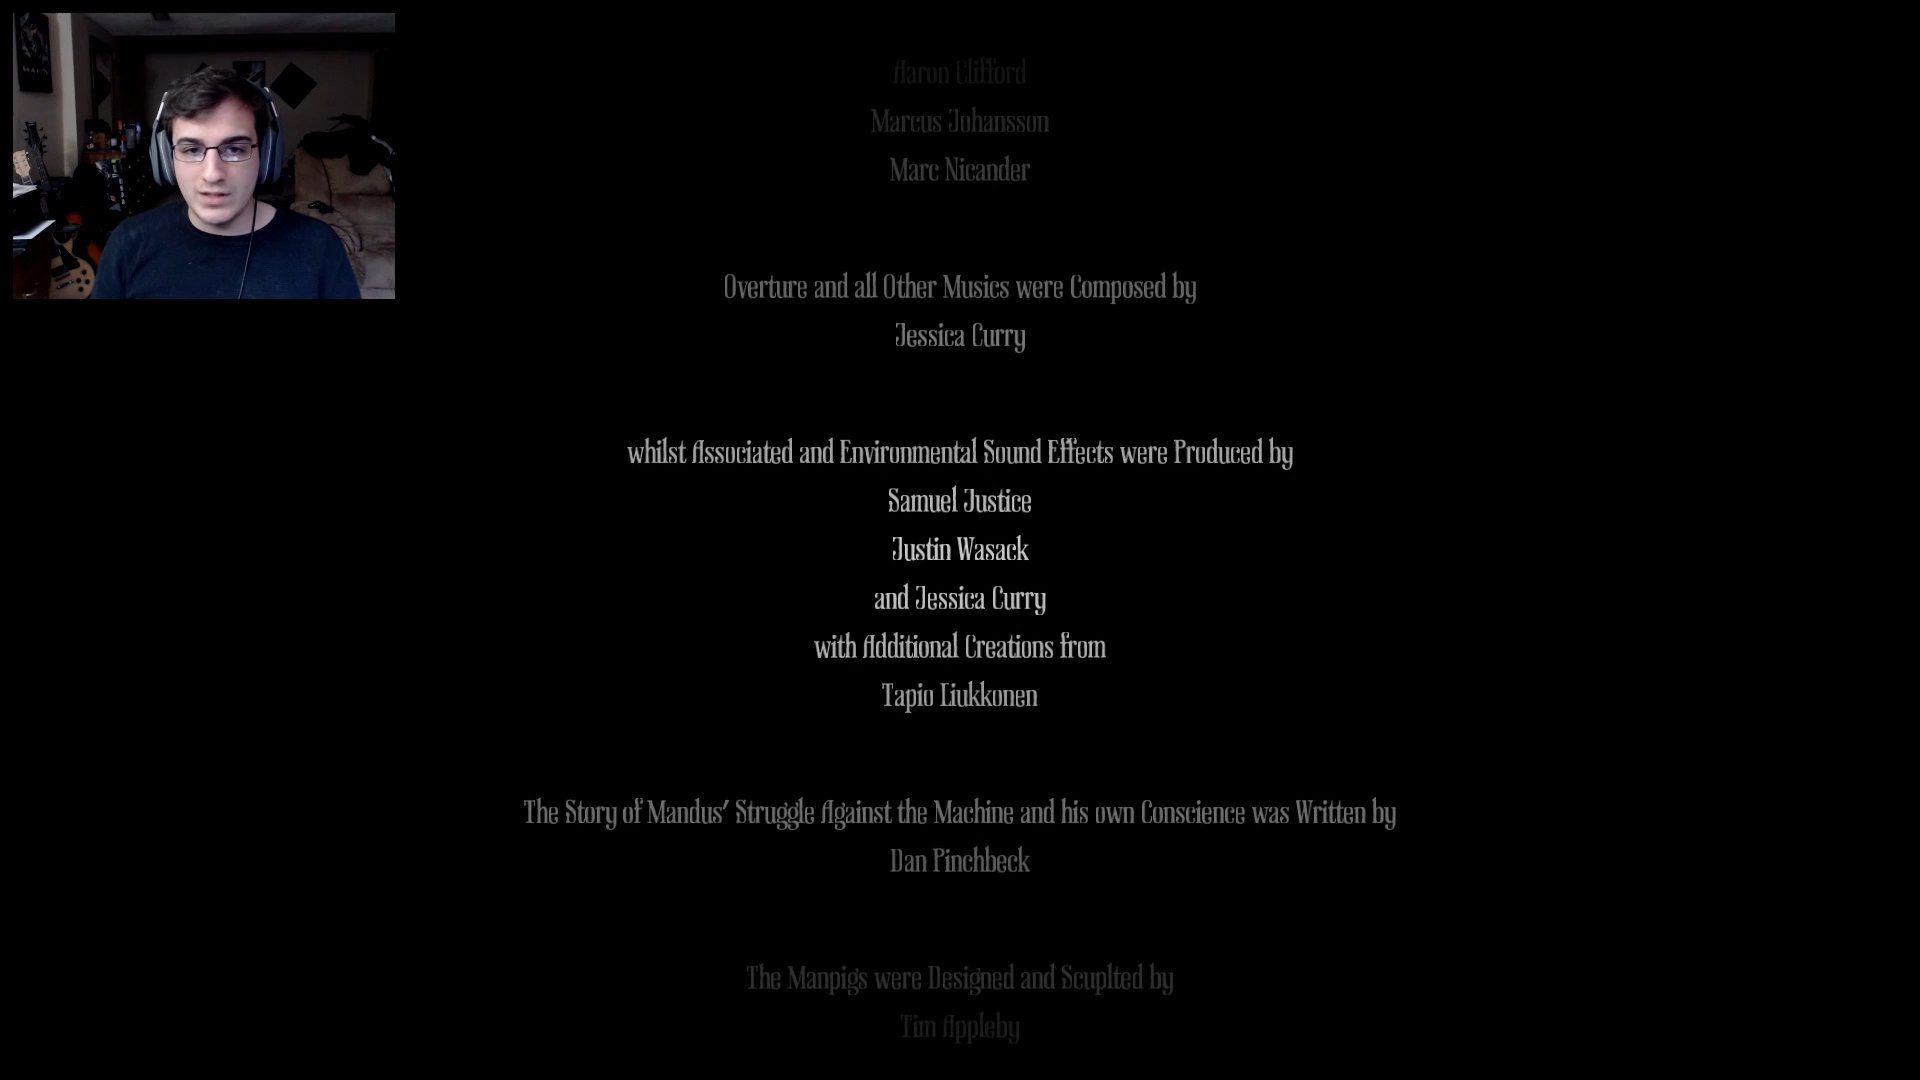 Aaron Clifford
Marcus Johansson
Marc Nicander
Overture and all Other Musics were Composed by
Jessica Curry
whilst Associated and Environmental Sound Effects were Produced by
Samuel Justice
Justin Wasack
and Jessica Curry
with Additional Creations from
Tapio Liukkonen
The Story of Mandus' Struggle Against the Machine and his own Conscience was Written by
Dan Pinchbeck
The Manpigs were Designed and Scuplted by
Tim Appleby